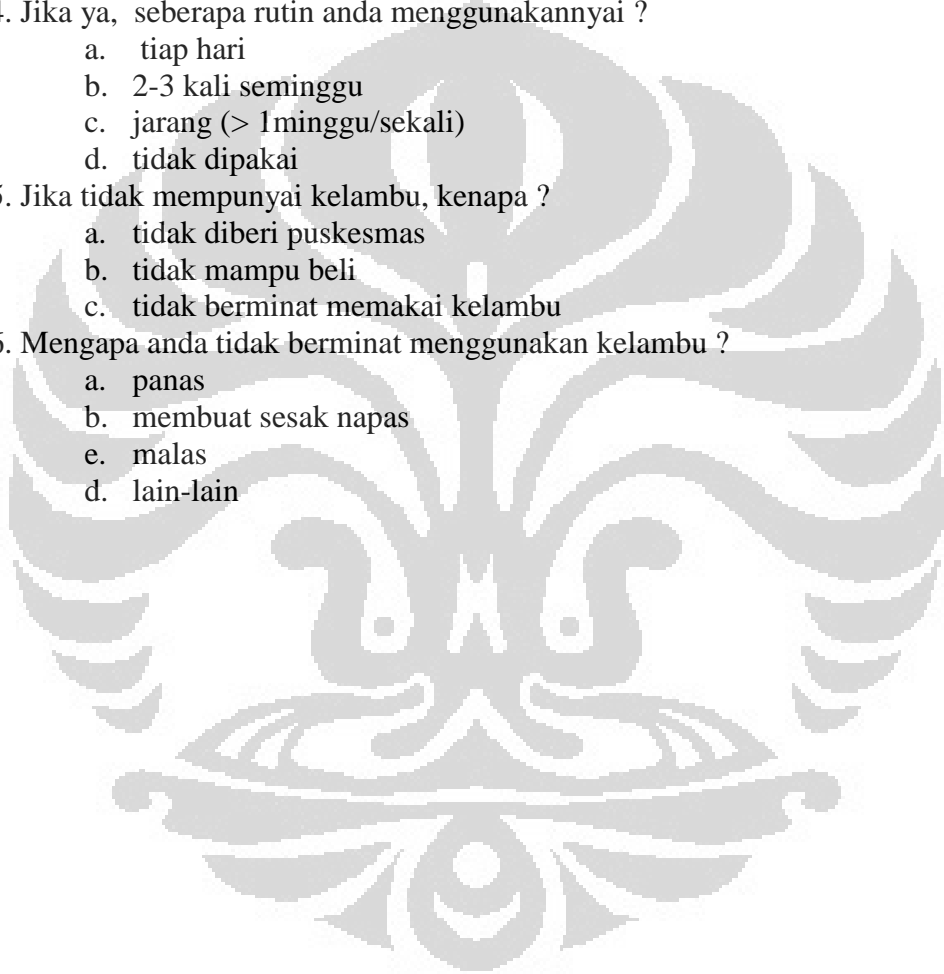 4. Jika ya, seberapa rutin anda menggunakannyai ?
a. tiap hari
b. 2-3 kali seminggu
c. jarang (> 1minggu/sekali)
d. tidak dipakai
5. Jika tidak mempunyai kelambu, kenapa ?
a. tidak diberi puskesmas
b. tidak mampu beli
c. tidak berminat memakai kelambu
6. Mengapa anda tidak berminat menggunakan kelambu ?
a. panas
b. membuat sesak napas
e. malas
d. lain-lain